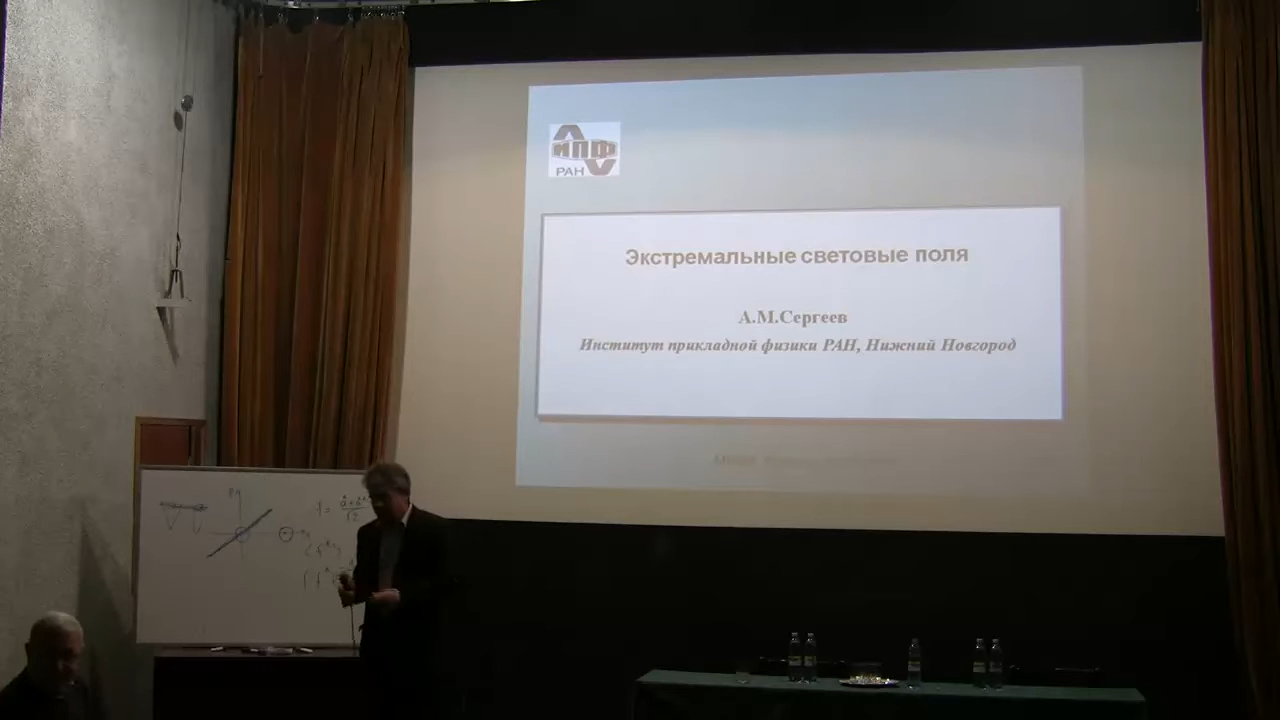 ИПФ
РАН
Экстремальные световые поля
А.М.Сергеев
Институт прикладной физики РАН, Нижний Новгород